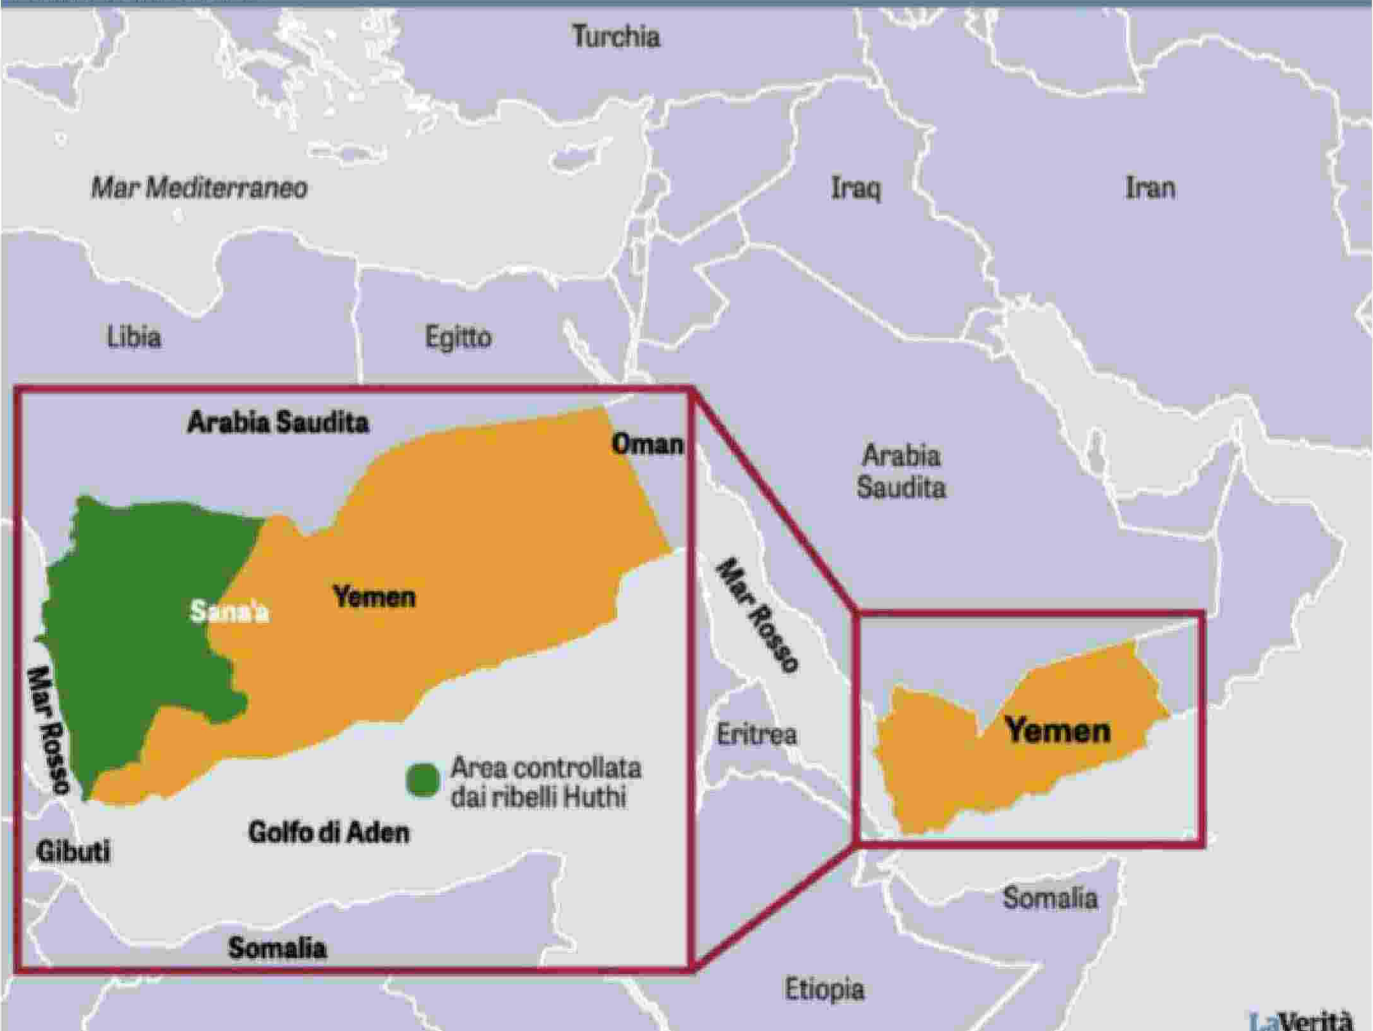 Turchia
Mar Mediterraneo
Iraq
Iran
Libia
Egitto
Arabia Saudita
Oman
Arabia
Saudita
Sana'a
Yemen
Mar Rosso
Mar Rosso
Eritrea
Yemen
Area controllata
dai ribelli Huthi
Golfo di Aden
Gibuti
Somalia
Somalia
Etiopia
LaVerità